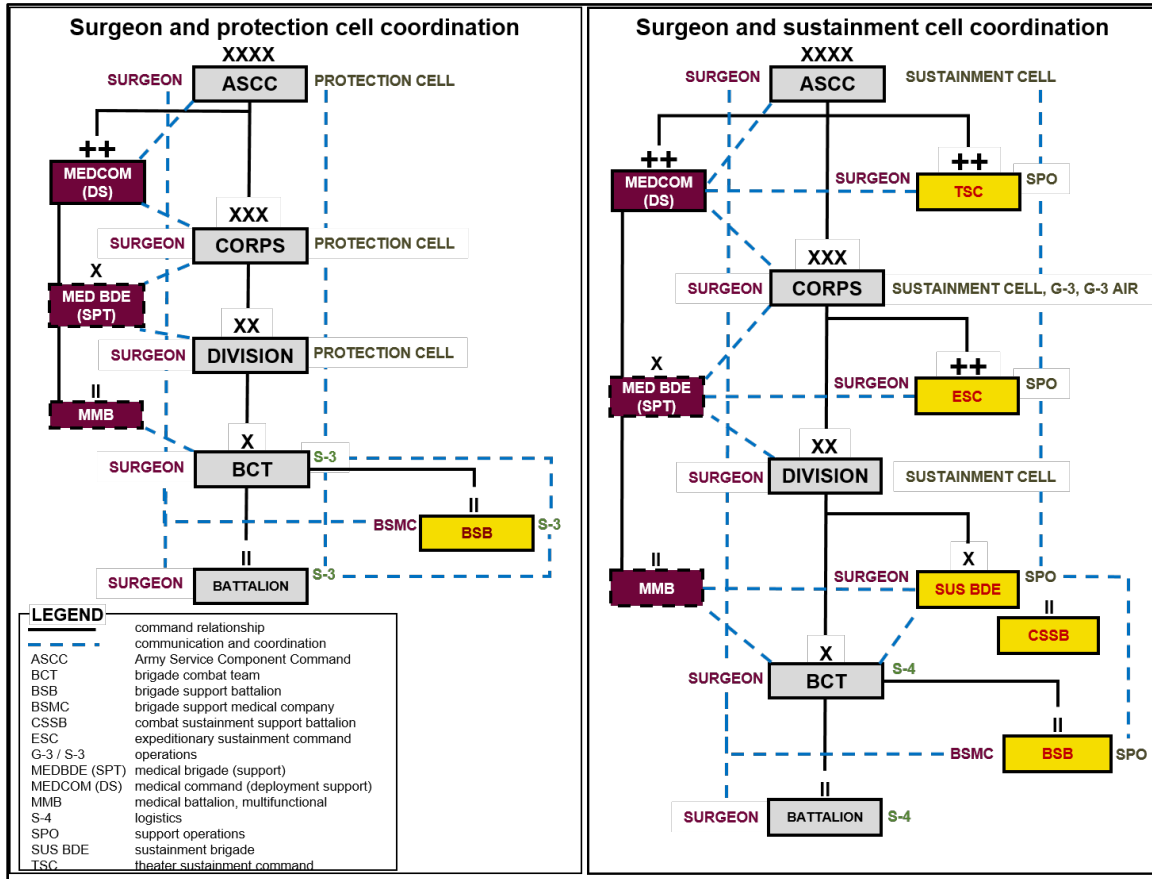 Surgeon and protection cell coordination
XXXX
SURGEON ASCC PROTECTION CELL
++
MEDCOM
(DS)
XXX
SURGEON CORPS PROTECTION CELL
X
MED BDE
(SPT)
XX
SURGEON DIVISION PROTECTION CELL
II
MMB
X
S-3
SURGEON BCT
II
BSMC BSB S-3
II
SURGEON BATTALION S-3
LEGEND
command relationship
communication and coordination
ASCC Army Service Component Command
BCT brigade combat team
BSB brigade support battalion
BSMC brigade support medical company
CSSB combat sustainment support battalion
ESC expeditionary sustainment command
G-3 / S-3 operations
MEDBDE (SPT) medical brigade (support)
MEDCOM (DS) medical command (deployment support)
MMB medical battalion, multifunctional
S-4 logistics
SPO support operations
SUS BDE sustainment brigade
TSC theater sustainment command
Surgeon and sustainment cell coordination
XXXX
SURGEON ASCC SUSTAINMENT CELL
++
MEDCOM
(DS)
++
SURGEON TSC SPO
XXX
SURGEON CORPS SUSTAINMENT CELL, G-3, G-3 AIR
X
MED BDE
(SPT)
++
SURGEON ESC SPO
XX
SURGEON DIVISION SUSTAINMENT CELL
II
MMB
X
SURGEON SUS BDE SPO
II
CSSB
X
SURGEON BCT S-4
II
BSMC BSB SPO
II
SURGEON BATTALION S-4